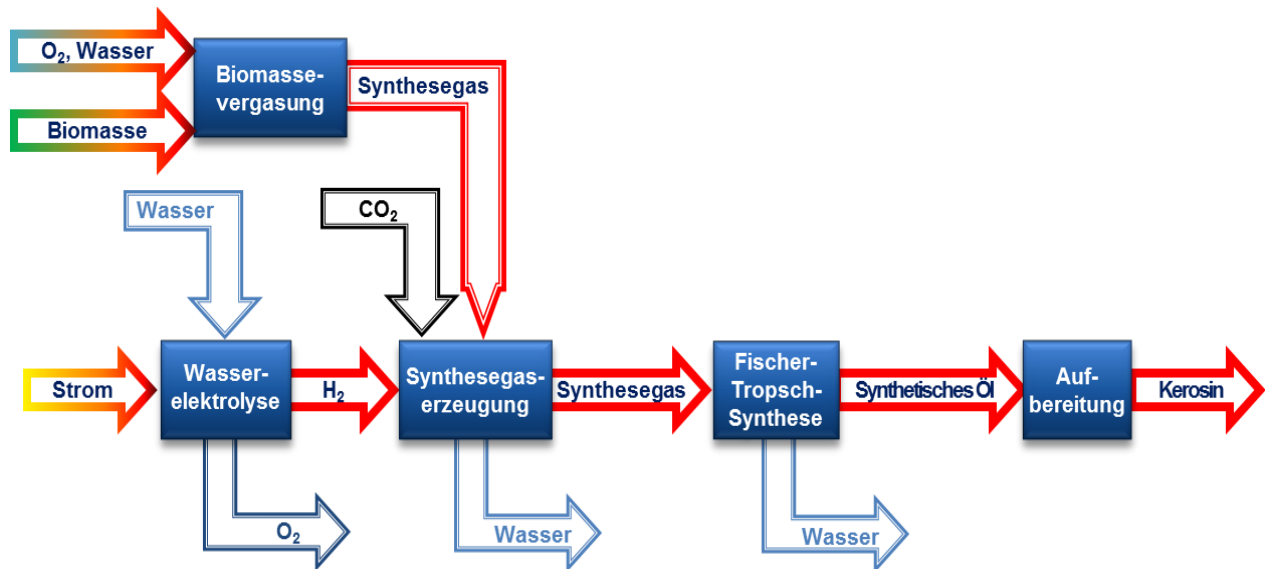 O₂, Wasser
Biomasse-
vergasung
Synthesegas
Biomasse
Wasser
CO₂
Strom
Wasser-
elektrolyse
H₂
Synthesegas-
erzeugung
Synthesegas
Fischer-
Tropsch-
Synthese
Synthetisches Öl
Auf-
bereitung
Kerosin
O₂
Wasser
Wasser